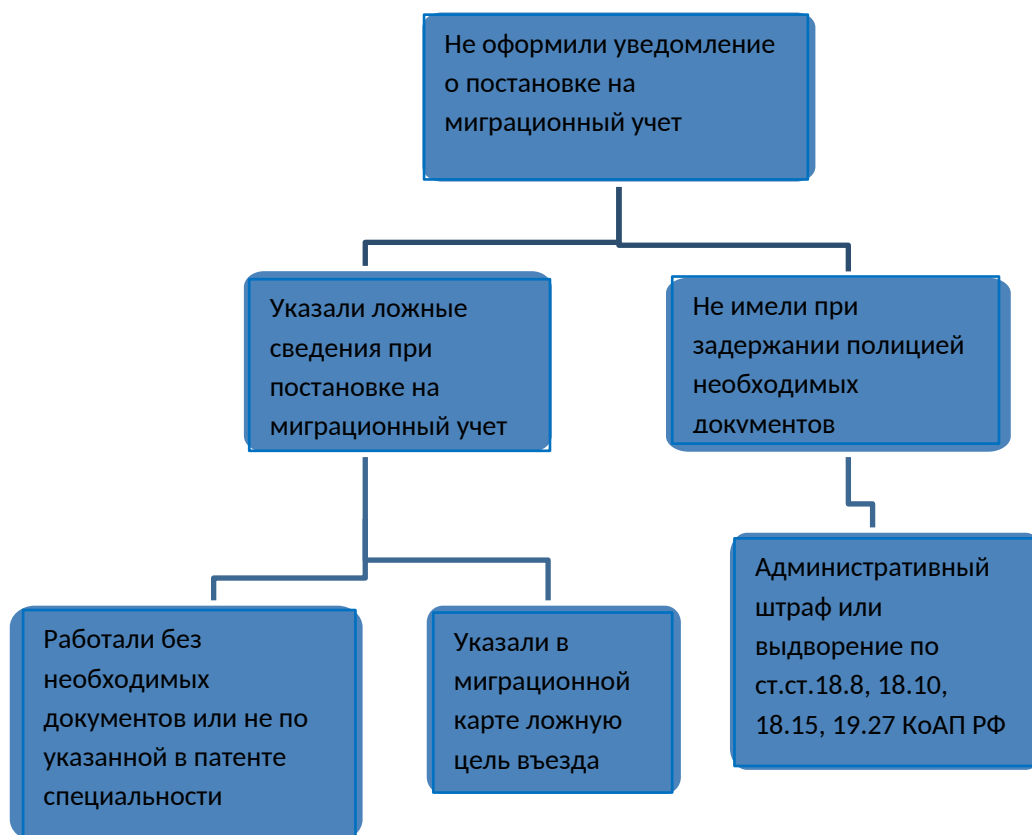 Не оформили уведомление
о постановке на
миграционный учет
Указали ложные
сведения при
постановке на
миграционный учет
Не имели при
задержании полицией
необходимых
документов
Работали без
необходимых
документов или не по
указанной в патенте
специальности
Указали в
миграционной
карте ложную
цель въезда
Административный
штраф или
выдворение по
ст.ст.18.8, 18.10,
18.15, 19.27 КоАП РФ